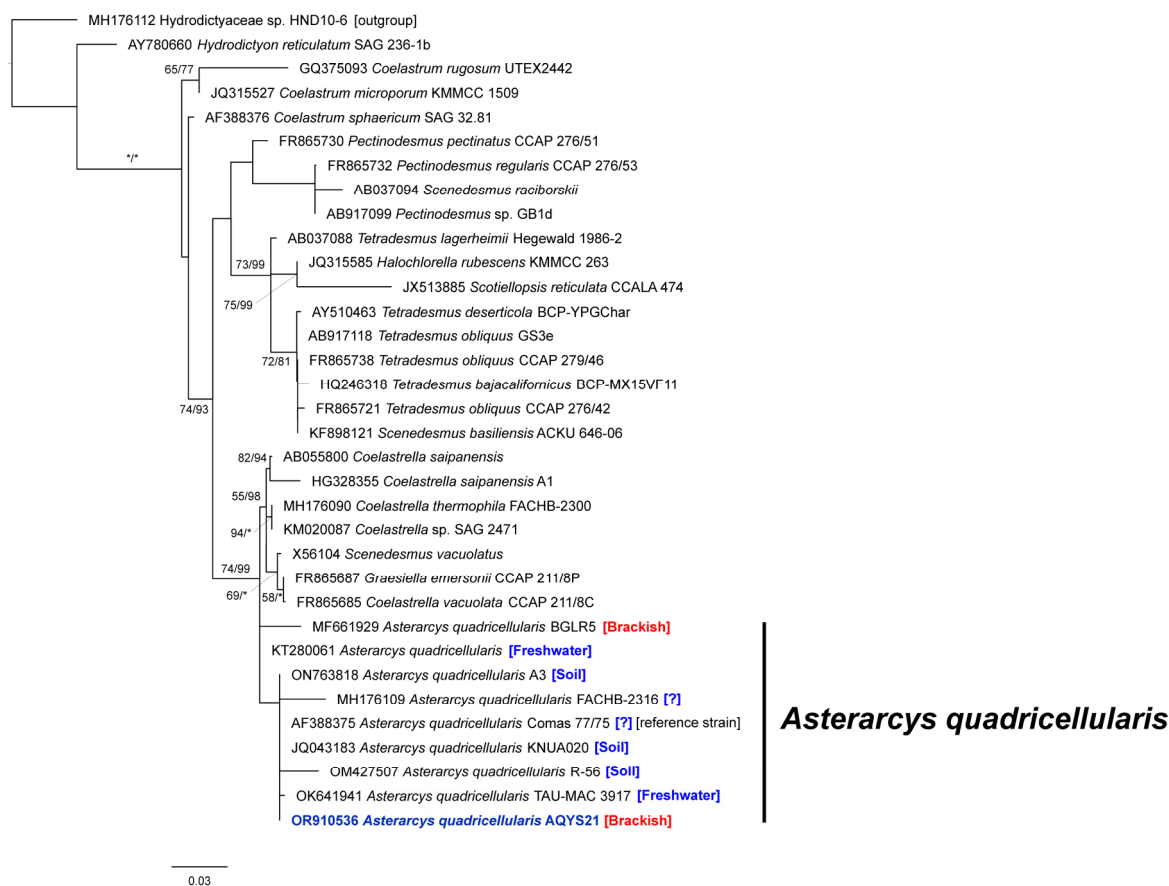 MH176112 Hydrodictyaceae sp. HND10-6 [outgroup]
AY780660 Hydrodictyon reticulatum SAG 236-1b
65/77
GQ375093 Coelastrum rugosum UTEX2442
JQ315527 Coelastrum microporum KMMCC 1509
AF388376 Coelastrum sphaericum SAG 32.81
FR865730 Pectinodesmus pectinatus CCAP 276/51
*/*
FR865732 Pectinodesmus regularis CCAP 276/53
AB037094 Scenedesmus raciborskii
AB917099 Pectinodesmus sp. GB1d
AB037088 Tetradesmus lagerheimii Hegewald 1986-2
73/99
JQ315585 Halochlorella rubescens KMMCC 263
JX513885 Scotiellopsis reticulata CCALA 474
75/99
AY510463 Tetradesmus deserticola BCP-YPGChar
AB917118 Tetradesmus obliquus GS3e
72/81
FR865738 Tetradesmus obliquus CCAP 279/46
HQ246318 Tetradesmus bajacalifornicus BCP-MX15VF11
74/93
FR865721 Tetradesmus obliquus CCAP 276/42
KF898121 Scenedesmus basiliensis ACKU 646-06
82/94
AB055800 Coelastrella saipanensis
HG328355 Coelastrella saipanensis A1
55/98
MH176090 Coelastrella thermophila FACHB-2300
94/*
KM020087 Coelastrella sp. SAG 2471
X56104 Scenedesmus vacuolatus
74/99
FR865687 Graesiella emersonii CCAP 211/8P
69/*
58/*
FR865685 Coelastrella vacuolata CCAP 211/8C
MF661929 Asterarcys quadricellularis BGLR5 [Brackish]
KT280061 Asterarcys quadricellularis [Freshwater]
ON763818 Asterarcys quadricellularis A3 [Soil]
MH176109 Asterarcys quadricellularis FACHB-2316 [?]
AF388375 Asterarcys quadricellularis Comas 77/75 [?] [reference strain]
Asterarcys quadricellularis
JQ043183 Asterarcys quadricellularis KNUA020 [Soil]
OM427507 Asterarcys quadricellularis R-56 [Soil]
OK641941 Asterarcys quadricellularis TAU-MAC 3917 [Freshwater]
OR910536 Asterarcys quadricellularis AQYS21 [Brackish]
0.03